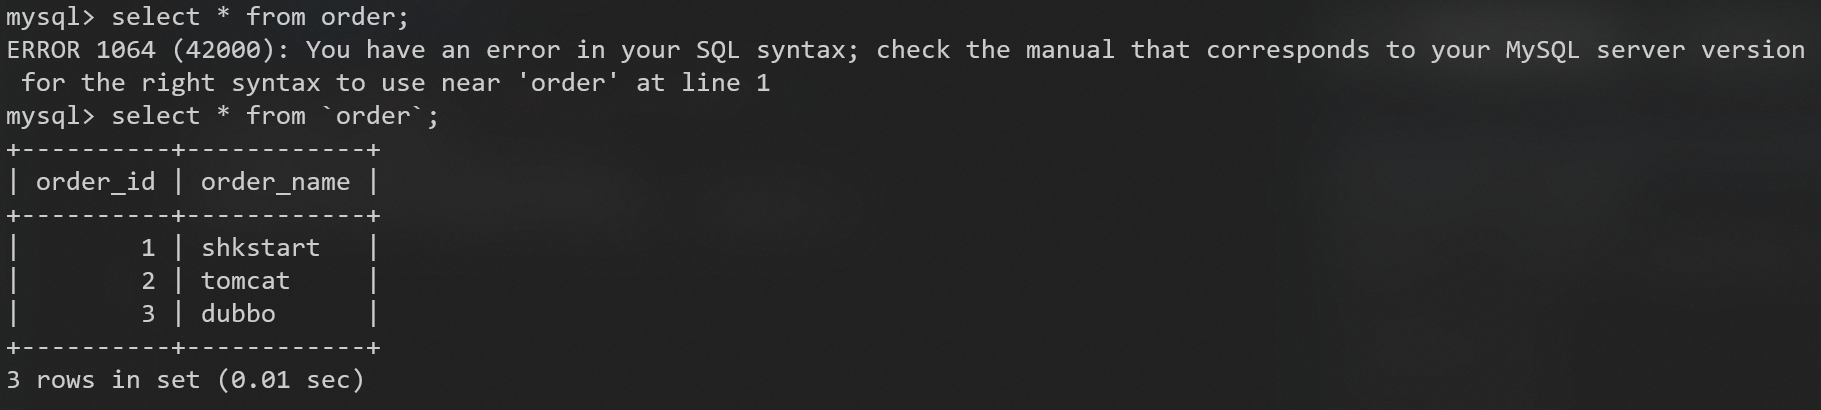 mysql> select * from order;
ERROR 1064 (42000): You have an error in your SQL syntax; check the manual that corresponds to your MySQL server version
 for the right syntax to use near 'order' at line 1
mysql> select * from `order`;
+----------+------------+
| order_id | order_name |
+----------+------------+
|        1 | shkstart   |
|        2 | tomcat     |
|        3 | dubbo      |
+----------+------------+
3 rows in set (0.01 sec)